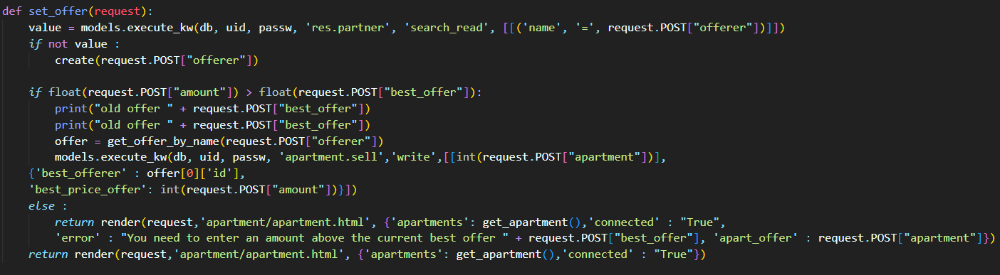 def set_offer(request):
    value = models.execute_kw(db, uid, passw, 'res.partner', 'search_read', [[('name', '=', request.POST["offerer"])]])
    if not value :
        create(request.POST["offerer"])

    if float(request.POST["amount"]) > float(request.POST["best_offer"]):
        print("old offer " + request.POST["best_offer"])
        print("old offer " + request.POST["best_offer"])
        offer = get_offer_by_name(request.POST["offerer"])
        models.execute_kw(db, uid, passw, 'apartment.sell','write',[[int(request.POST["apartment"])],
    {'best_offerer' : offer[0]['id'],
    'best_price_offer': int(request.POST["amount"])}])
    else :
        return render(request,'apartment/apartment.html', {'apartments': get_apartment(),'connected' : "True",
        'error' : "You need to enter an amount above the current best offer " + request.POST["best_offer"], 'apart_offer' : request.POST["apartment"]})
    return render(request,'apartment/apartment.html', {'apartments': get_apartment(),'connected' : "True"})